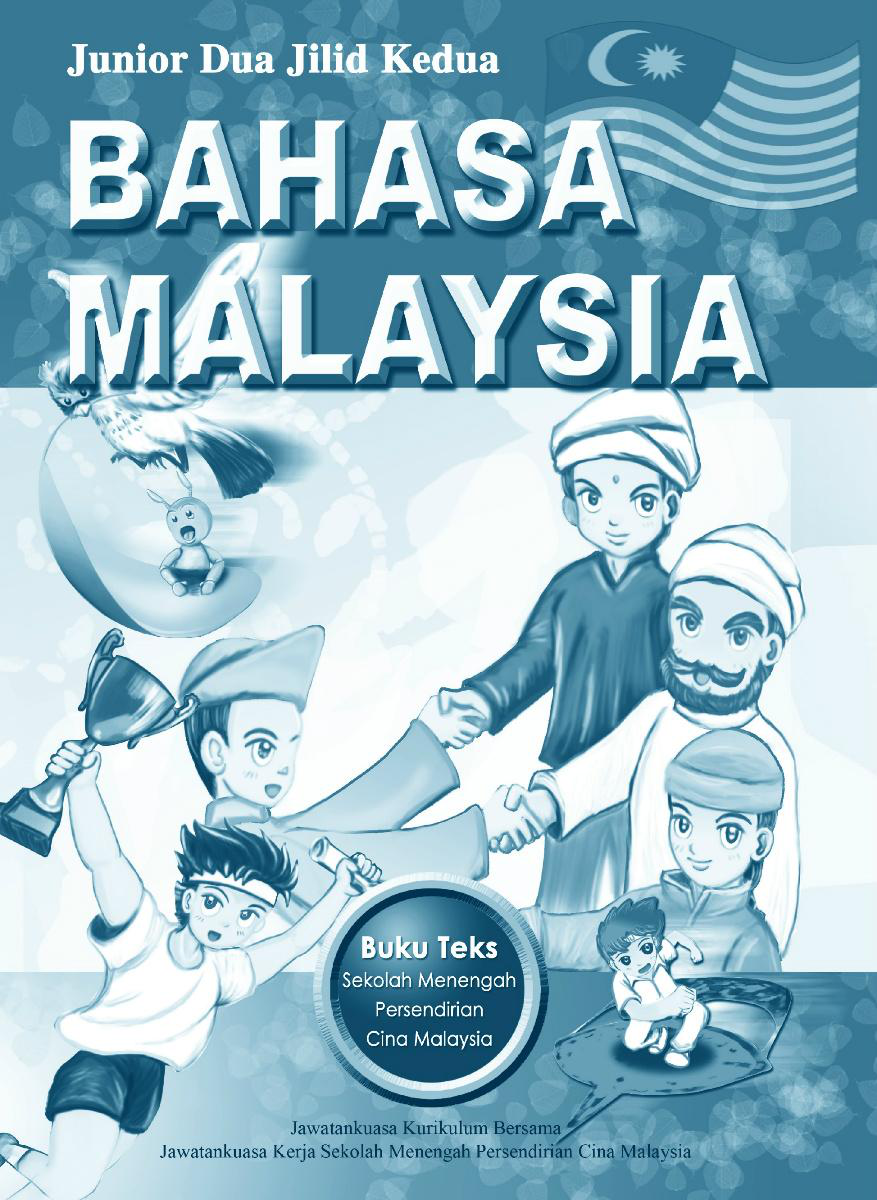 Junior Dua Jilid Kedua
BAHASA
MALAYSIA
Buku Teks
Sekolah Menengah
Persendirian
Cina Malaysia
Jawatankuasa Kurikulum Bersama
Jawatankuasa Kerja Sekolah Menengah Persendirian Cina Malaysia